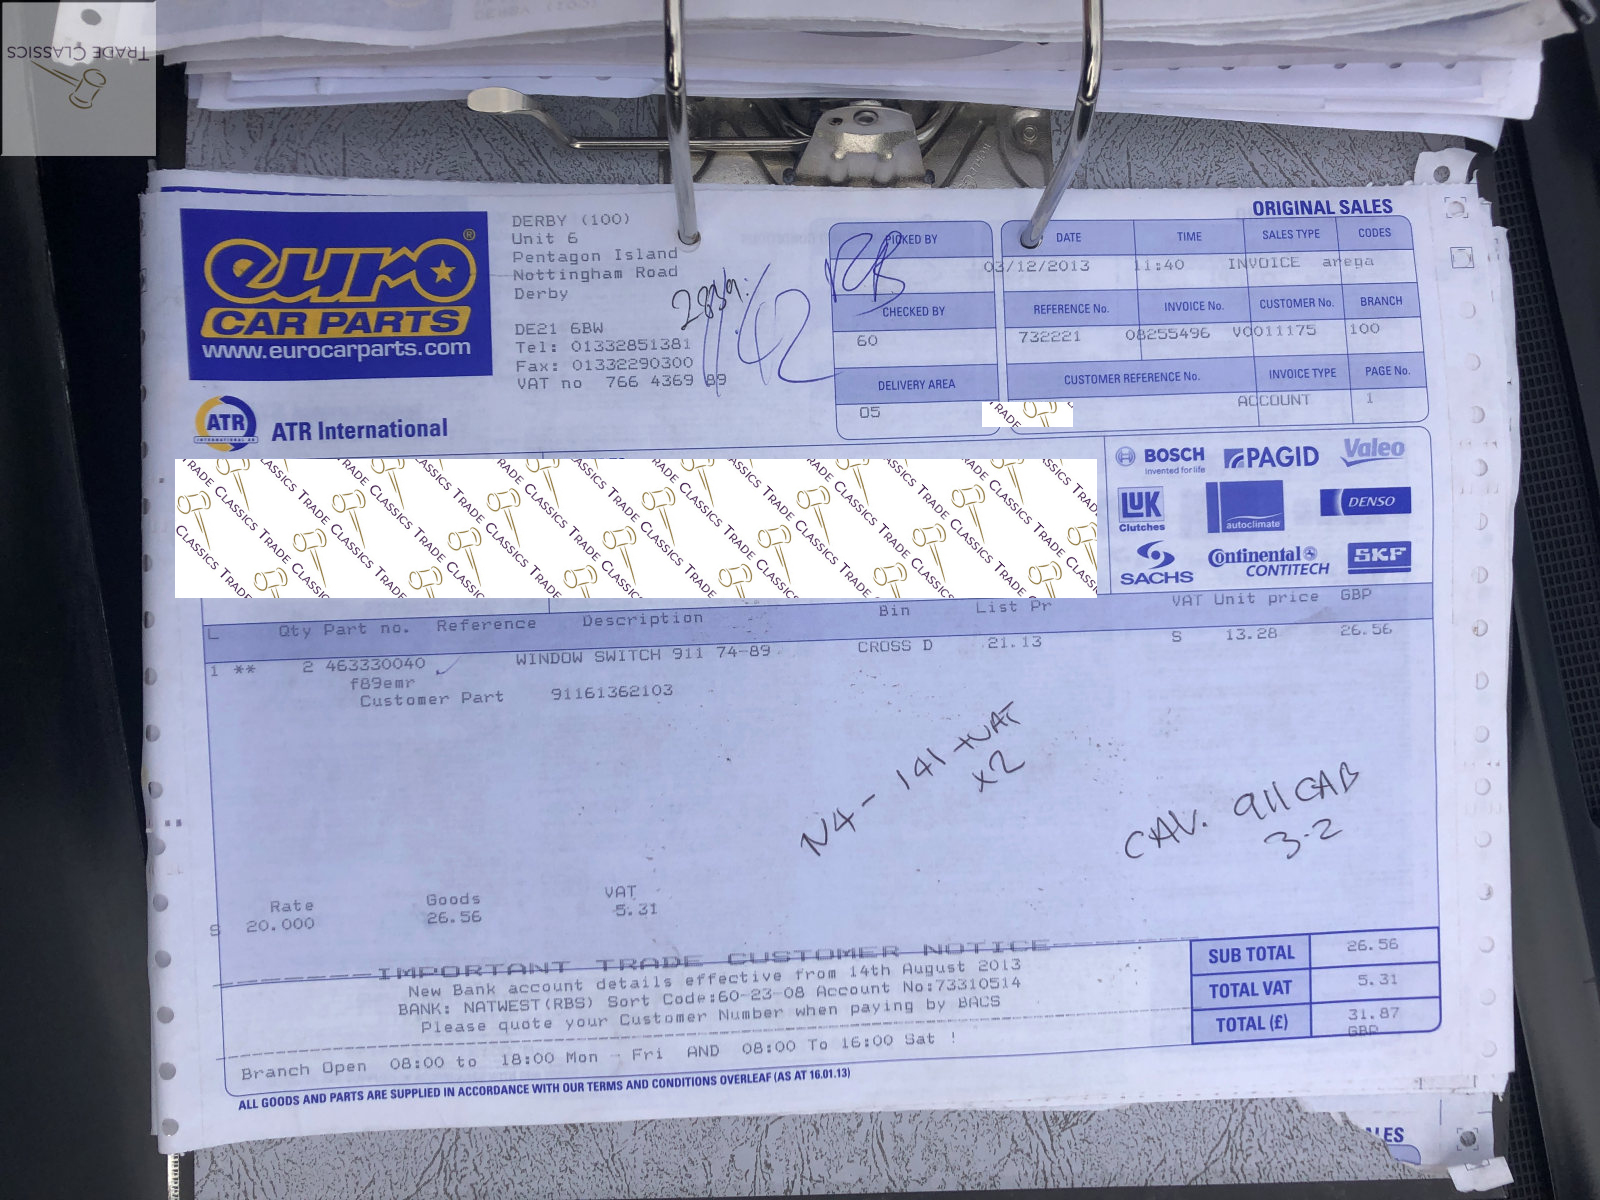 TRADE CLASSICS
ORIGINAL SALES
euro ®
CAR PARTS
www.eurocarparts.com
ATR
ATR International
DERBY (100)
Unit 6
Pentagon Island
Nottingham Road
Derby
DE21 6BW
Tel: 01332851381
Fax: 01332290300
VAT no 766 4369 89
PICKED BY
CHECKED BY
60
DELIVERY AREA
05
DATE TIME SALES TYPE CODES
03/12/2013 11:40 INVOICE
REFERENCE No. INVOICE No. CUSTOMER No. BRANCH
732221 08255496 V0011175 100
CUSTOMER REFERENCE No. INVOICE TYPE PAGE No.
ACCOUNT 1
BOSCH
Invented for life
PAGID
Valeo
LUK
Clutches
autoclimate
DENSO
SACHS
Continental
CONTITECH
SKF
L Qty Part no. Reference Description Bin List Pr VAT Unit price GBP
1 ** 2 463330040 WINDOW SWITCH 911 74-89 CROSS D 21.13 S 13.28 26.56
f89emr
Customer Part 91161362103
N4 - 141 + VAT
x2
CAV. 911 CAB
3.2
Rate Goods VAT
S 20.000 26.56 5.31
IMPORTANT TRADE CUSTOMER NOTICE
New Bank account details effective from 14th August 2013
BANK: NATWEST(RBS) Sort Code:60-23-08 Account No:73310514
Please quote your Customer Number when paying by BACS
Branch Open 08:00 to 18:00 Mon - Fri AND 08:00 To 16:00 Sat !
SUB TOTAL 26.56
TOTAL VAT 5.31
TOTAL (£) 31.87
GBP
ALL GOODS AND PARTS ARE SUPPLIED IN ACCORDANCE WITH OUR TERMS AND CONDITIONS OVERLEAF (AS AT 16.01.13)